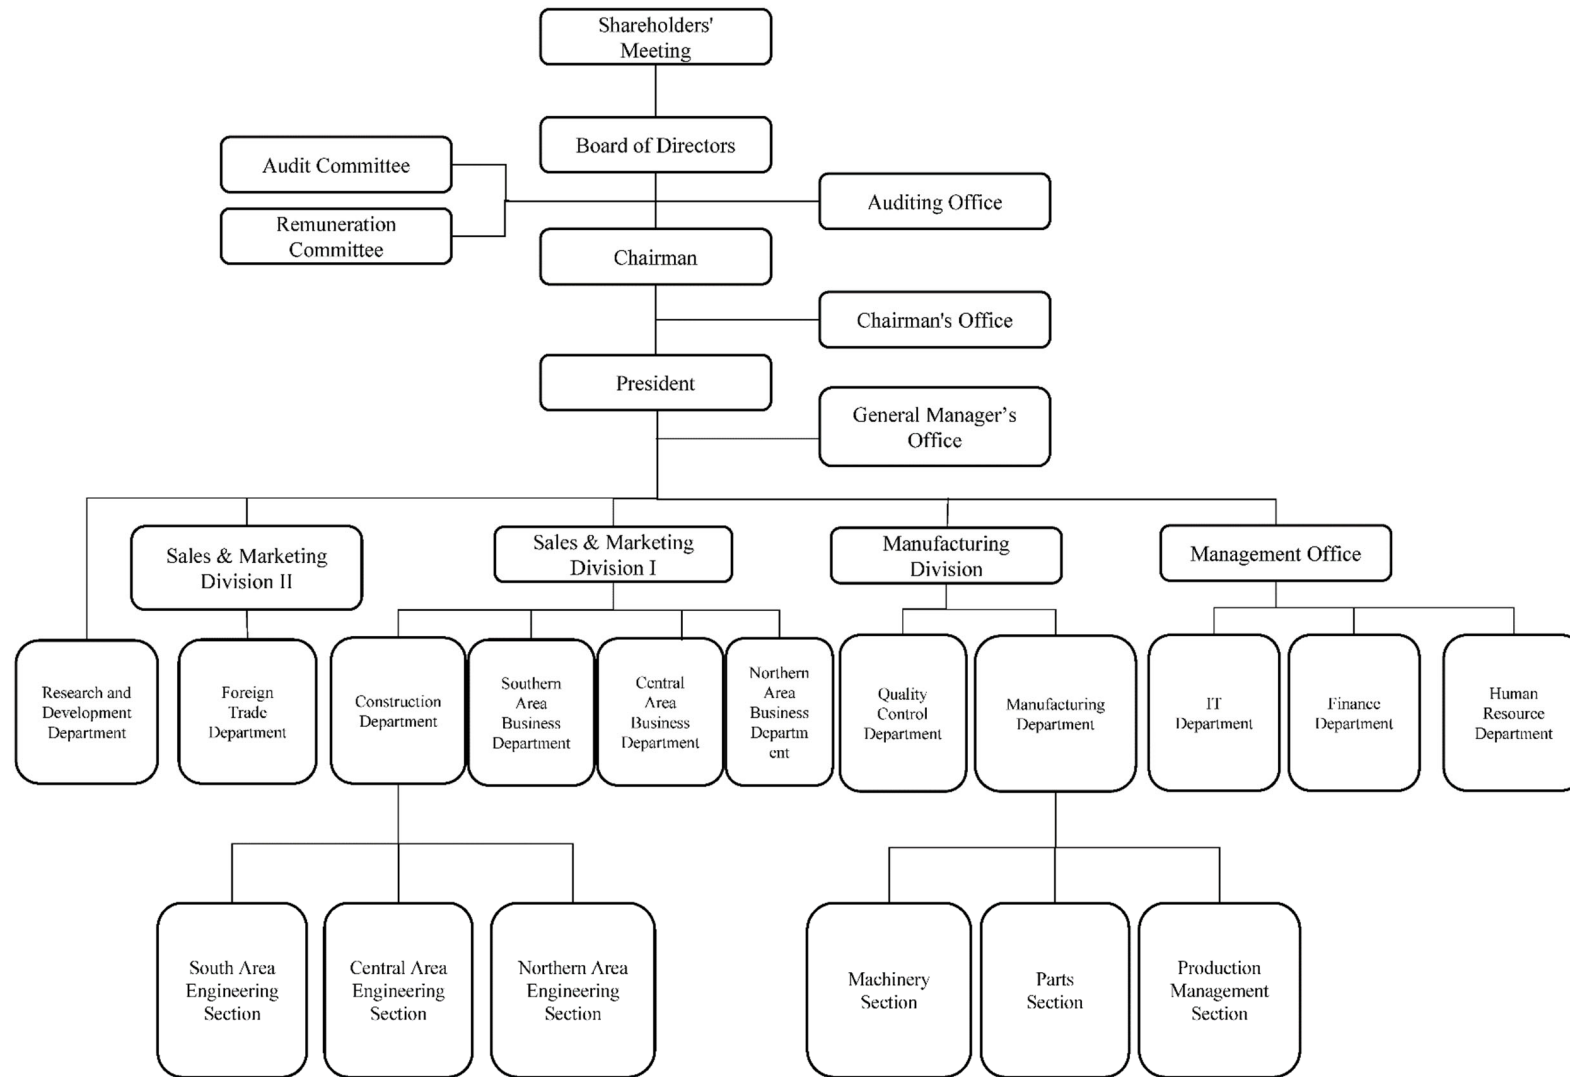 Shareholders'
Meeting
Board of Directors
Audit Committee
Auditing Office
Remuneration
Committee
Chairman
Chairman's Office
President
General Manager’s
Office
Sales & Marketing
Division II
Sales & Marketing
Division I
Manufacturing
Division
Management Office
Research and
Development
Department
Foreign
Trade
Department
Construction
Department
Southern
Area
Business
Department
Central
Area
Business
Department
Northern
Area
Business
Departm
ent
Quality
Control
Department
Manufacturing
Department
IT
Department
Finance
Department
Human
Resource
Department
South Area
Engineering
Section
Central Area
Engineering
Section
Northern Area
Engineering
Section
Machinery
Section
Parts
Section
Production
Management
Section